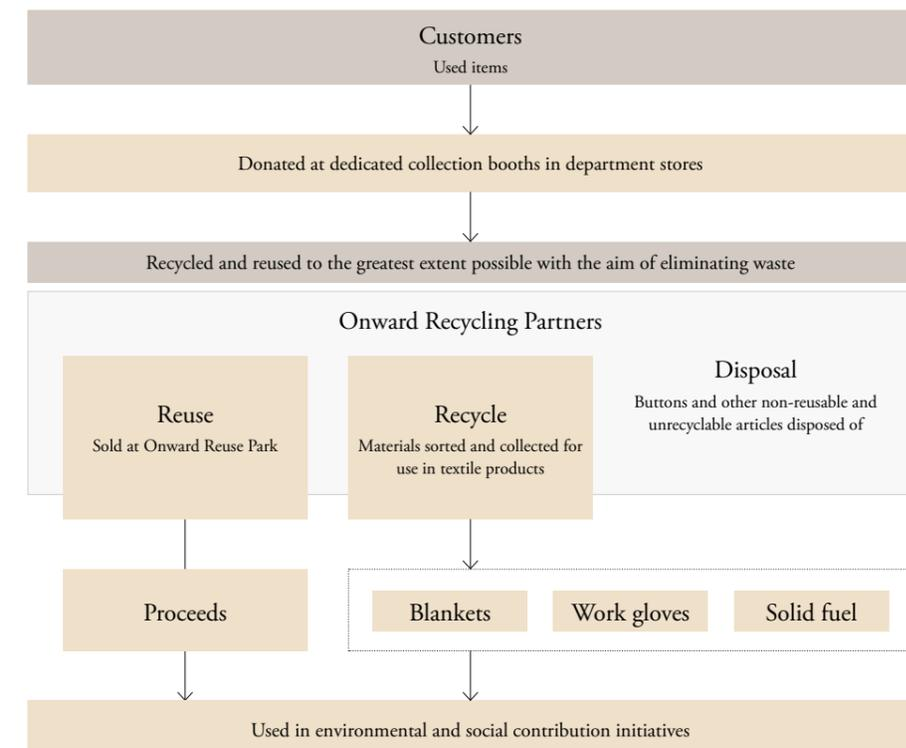 Customers
Used items
Donated at dedicated collection booths in department stores
Recycled and reused to the greatest extent possible with the aim of eliminating waste
Onward Recycling Partners
Reuse
Sold at Onward Reuse Park
Recycle
Materials sorted and collected for
use in textile products
Disposal
Buttons and other non-reusable and
unrecyclable articles disposed of
Proceeds
Blankets
Work gloves
Solid fuel
Used in environmental and social contribution initiatives